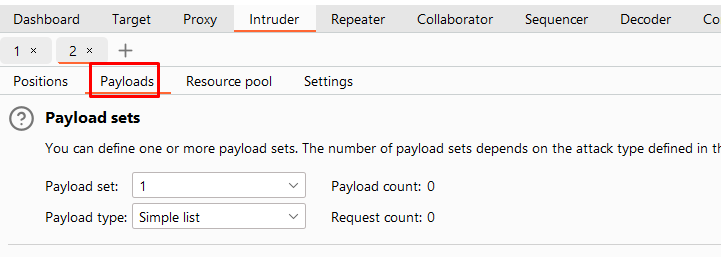 Dashboard Target Proxy Intruder Repeater Collaborator Sequencer Decoder Co
1 × 2 × +
Positions Payloads Resource pool Settings
? Payload sets
You can define one or more payload sets. The number of payload sets depends on the attack type defined in th
Payload set: 1 Payload count: 0
Payload type: Simple list Request count: 0